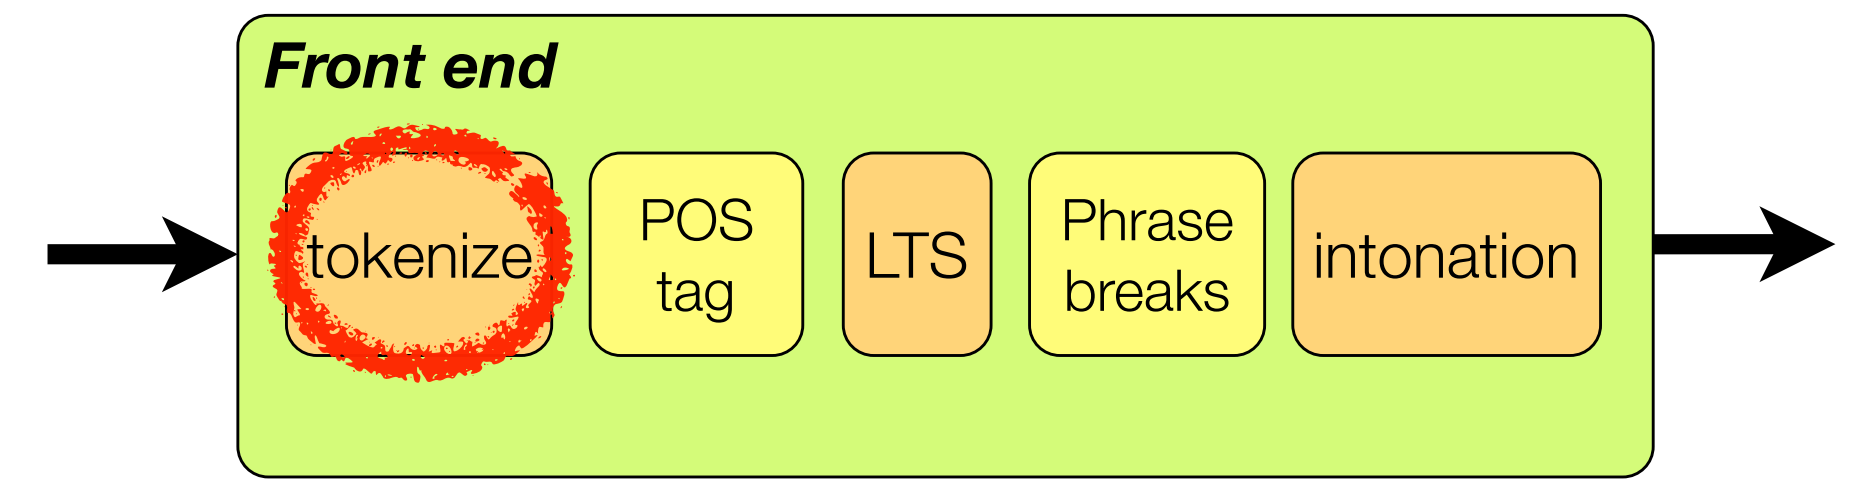 Front end
tokenize
POS
tag
LTS
Phrase
breaks
intonation